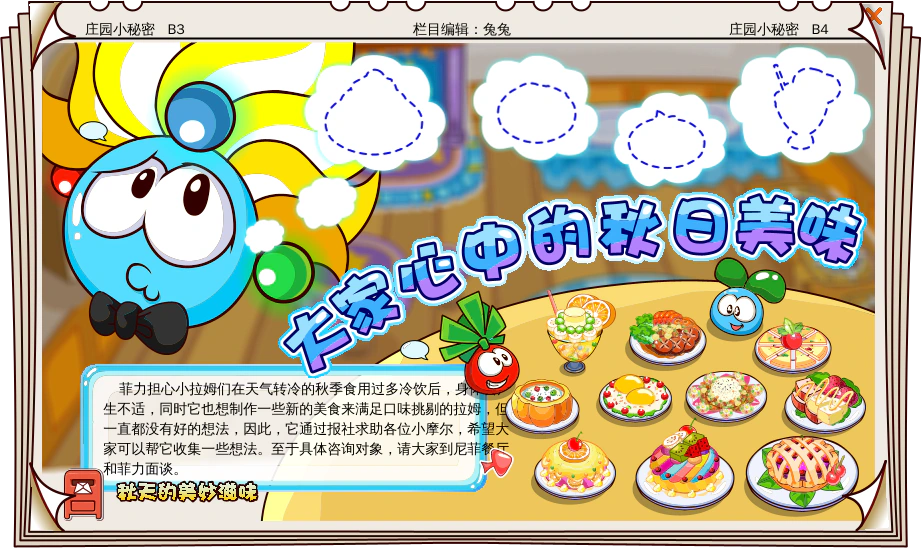 庄园小秘密 B3
栏目编辑：兔兔
庄园小秘密 B4
大家心中的秋日美味
菲力担心小拉姆们在天气转冷的秋季食用过多冷饮后，身
生不适，同时它也想制作一些新的美食来满足口味挑剔的拉姆，但
一直都没有好的想法，因此，它通过报社求助各位小摩尔，希望大
家可以帮它收集一些想法。至于具体咨询对象，请大家到尼菲餐厅
和菲力面谈。
秋天的美妙滋味